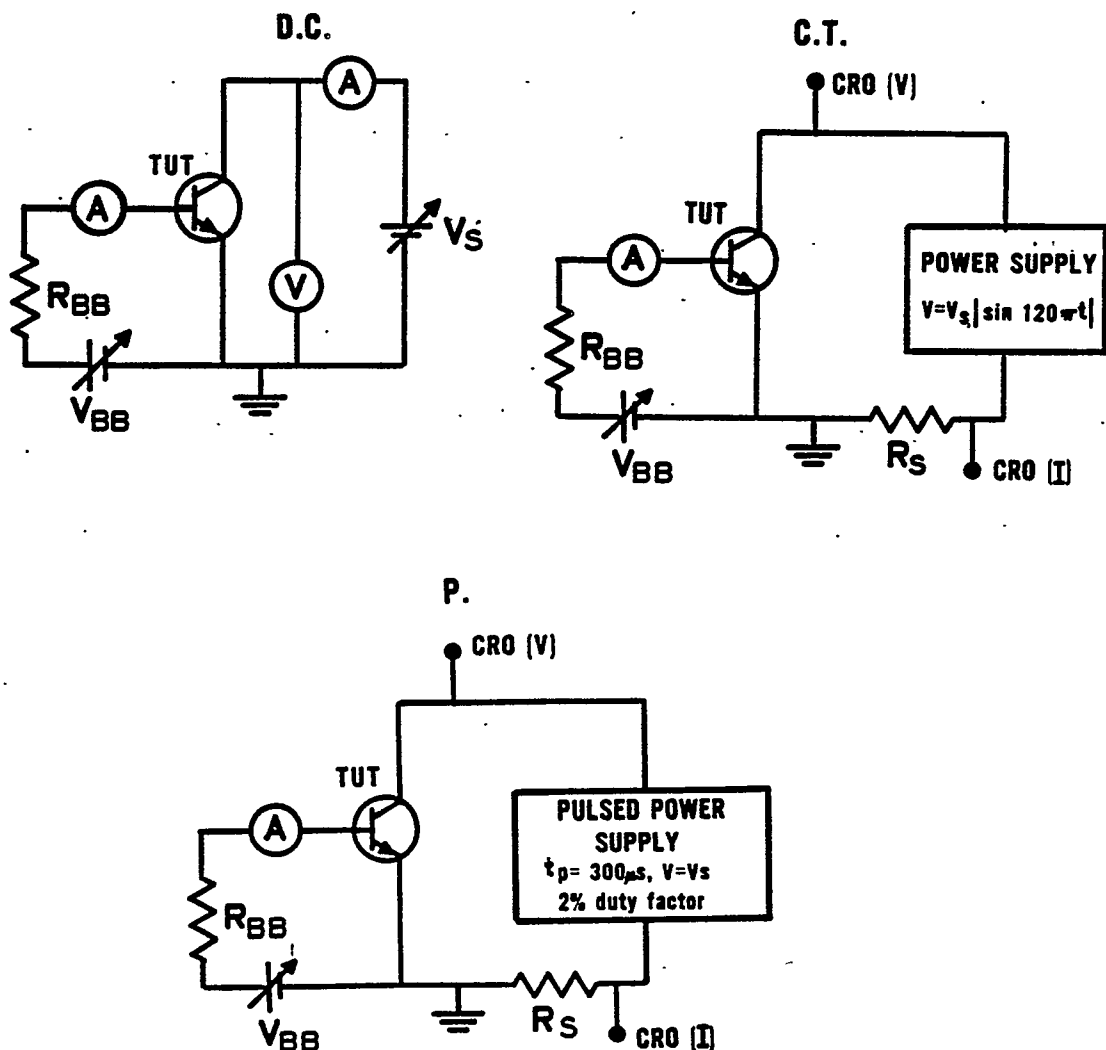 D.C.
A
TUT
A
V
VS
RBB
VBB
C.T.
CRO (V)
TUT
A
POWER SUPPLY
V=Vs|sin 120πt|
RBB
VBB
RS
CRO (I)
P.
CRO (V)
TUT
A
PULSED POWER
SUPPLY
tp= 300μs, V=Vs
2% duty factor
RBB
VBB
RS
CRO (I)